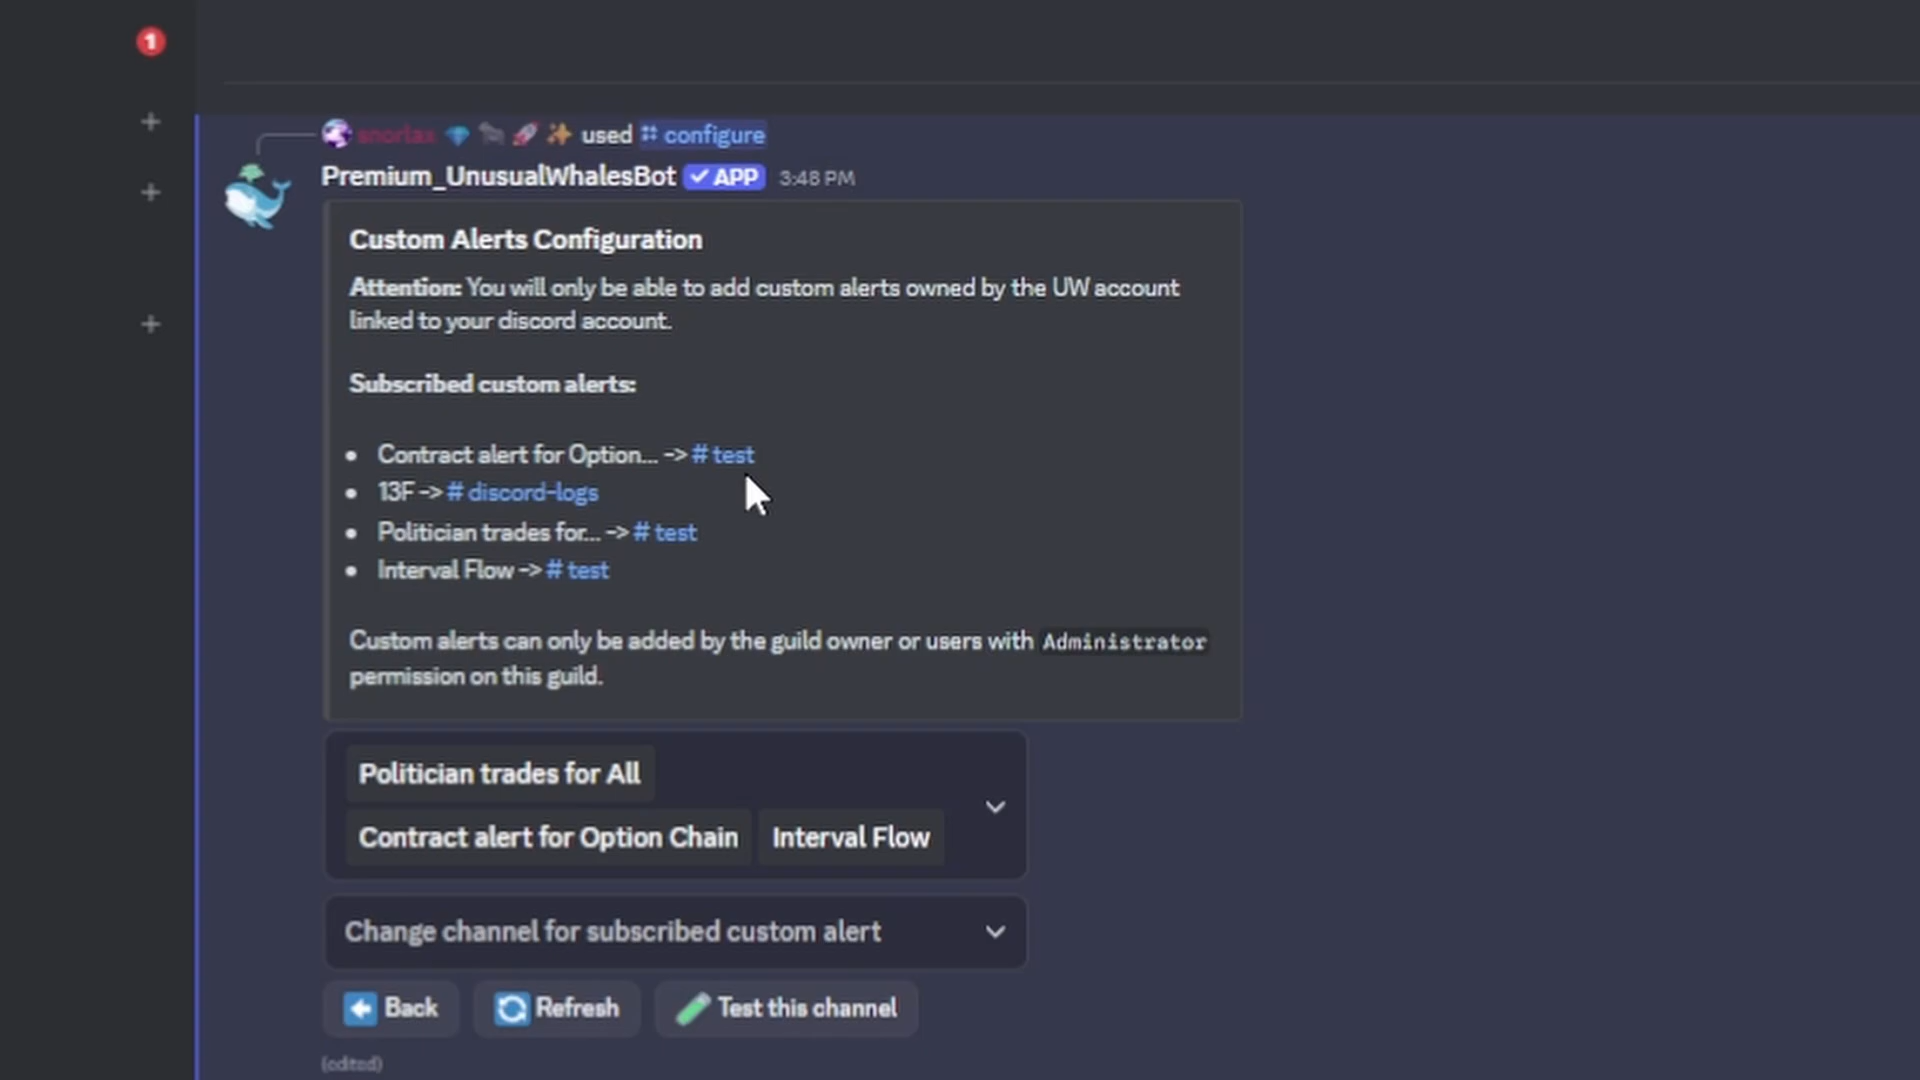 1
snorlax used configure
Premium_UnusualWhalesBot APP 3:48 PM
Custom Alerts Configuration
Attention: You will only be able to add custom alerts owned by the UW account
linked to your discord account.
Subscribed custom alerts:
• Contract alert for Option... -> # test
• 13F -> # discord-logs
• Politician trades for... -> # test
• Interval Flow -> # test
Custom alerts can only be added by the guild owner or users with Administrator
permission on this guild.
Politician trades for All
Contract alert for Option Chain Interval Flow
Change channel for subscribed custom alert
Back Refresh Test this channel
(edited)